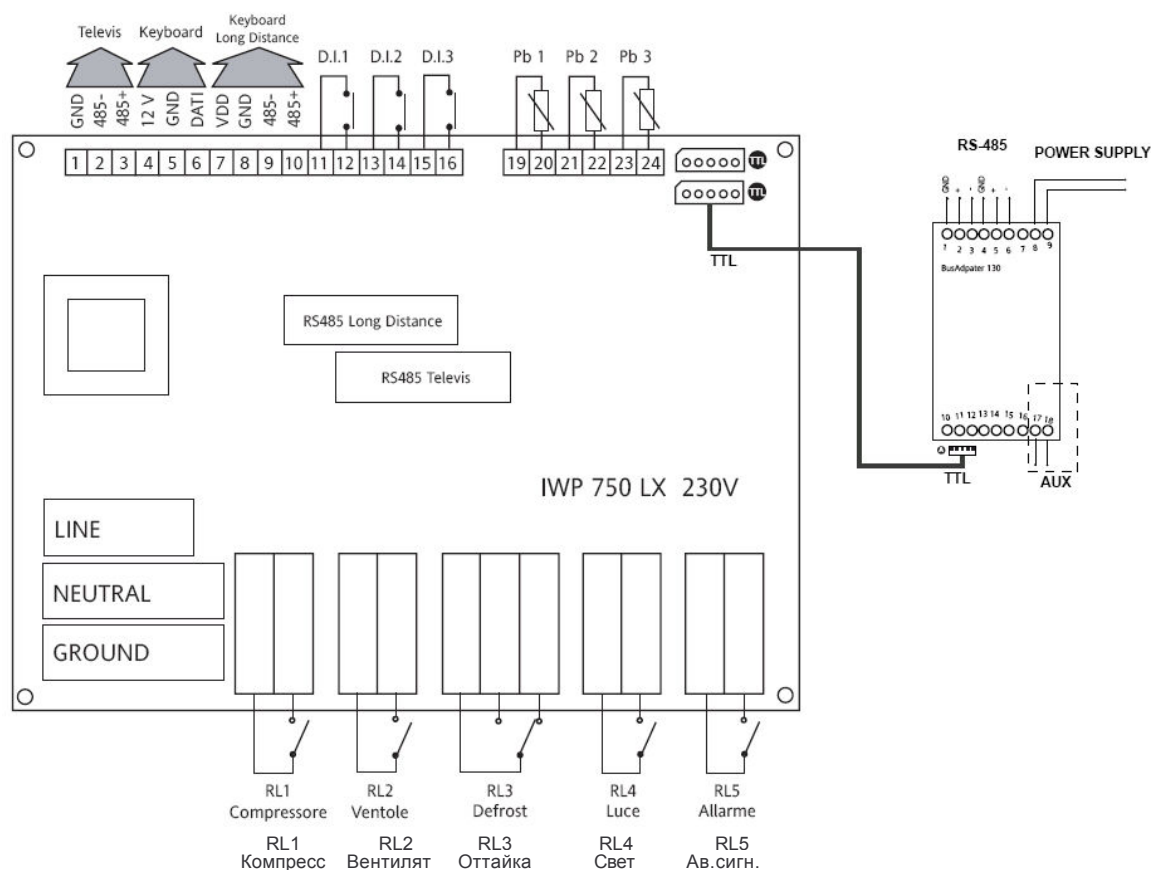 Televis Keyboard Keyboard
Long Distance
D.I.1 D.I.2 D.I.3 Pb 1 Pb 2 Pb 3
GND 485- 485+ 12 V GND DATI VDD GND 485- 485+
1 2 3 4 5 6 7 8 9 10 11 12 13 14 15 16 19 20 21 22 23 24
TTL
TTL
TTL
RS-485 POWER SUPPLY
GND + - GND + -
1 2 3 4 5 6 7 8 9
BusAdpater 130
10 11 12 13 14 15 16 17 18
TTL
AUX
RS485 Long Distance
RS485 Televis
IWP 750 LX 230V
LINE
NEUTRAL
GROUND
RL1 RL2 RL3 RL4 RL5
Compressore Ventole Defrost Luce Allarme
RL1 RL2 RL3 RL4 RL5
Компресс Вентилят Оттайка Свет Ав.сигн.